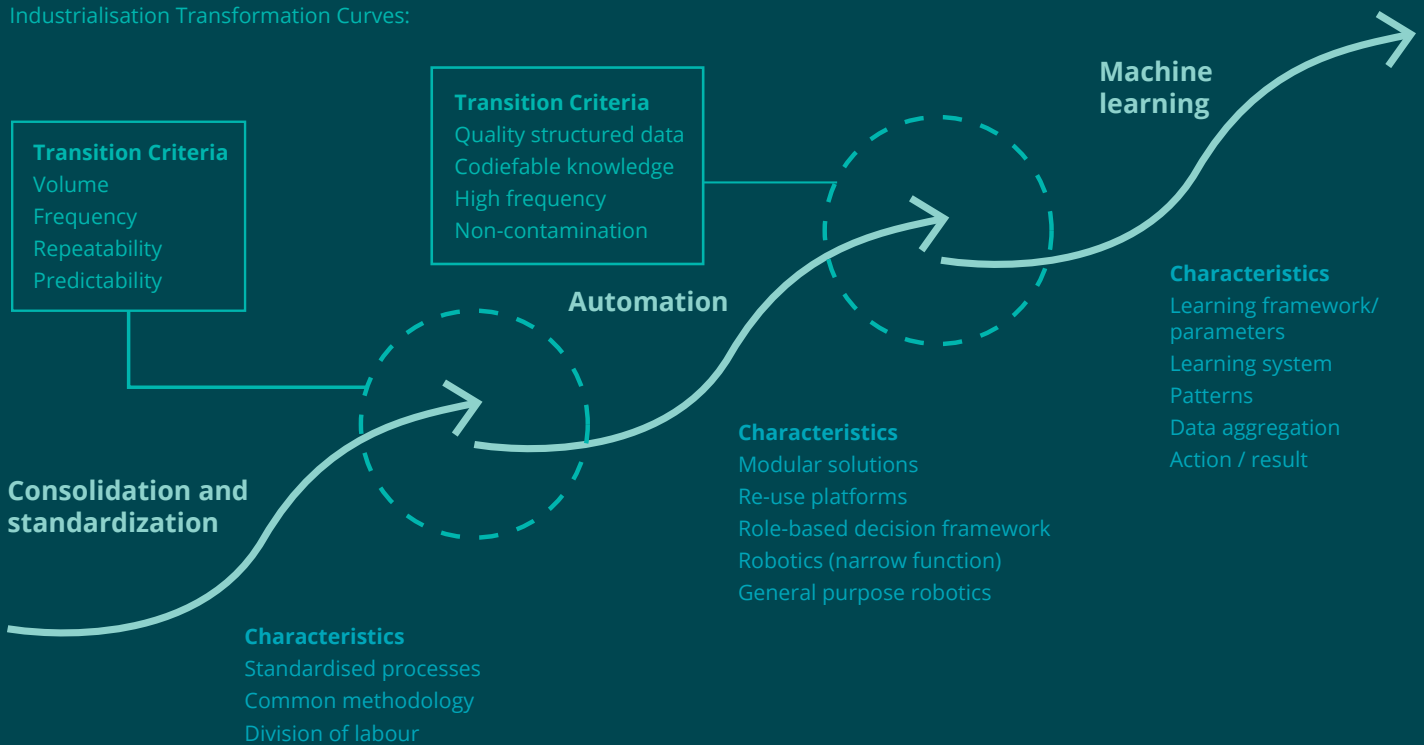 Industrialisation Transformation Curves:
Transition Criteria
Volume
Frequency
Repeatability
Predictability
Transition Criteria
Quality structured data
Codiefable knowledge
High frequency
Non-contamination
Machine
learning
Automation
Consolidation and
standardization
Characteristics
Standardised processes
Common methodology
Division of labour
Characteristics
Modular solutions
Re-use platforms
Role-based decision framework
Robotics (narrow function)
General purpose robotics
Characteristics
Learning framework/
parameters
Learning system
Patterns
Data aggregation
Action / result